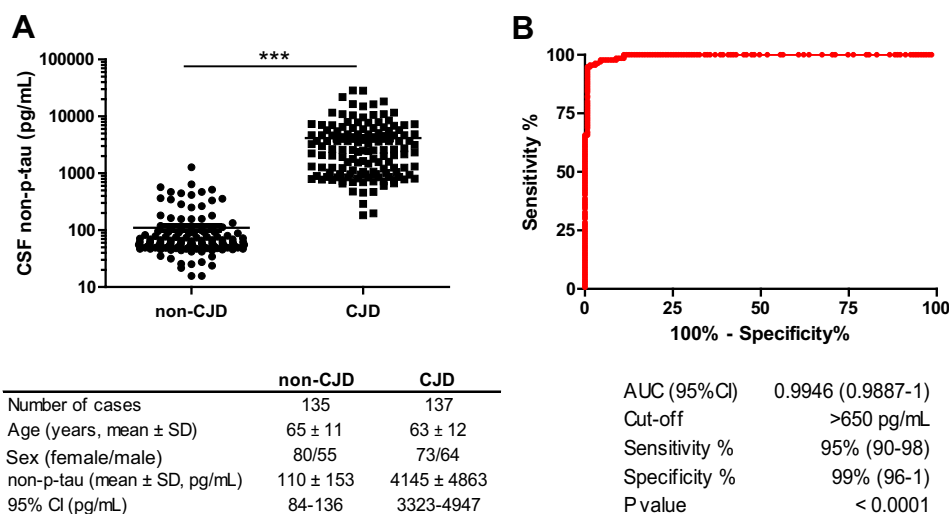 A
CSF non-p-tau (pg/mL)
100000
10000
1000
100
10
***
non-CJD CJD
non-CJD CJD
Number of cases 135 137
Age (years, mean ± SD) 65 ± 11 63 ± 12
Sex (female/male) 80/55 73/64
non-p-tau (mean ± SD, pg/mL) 110 ± 153 4145 ± 4863
95% CI (pg/mL) 84-136 3323-4947
B
Sensitivity %
100
75
50
25
0
0 25 50 75 100
100% - Specificity%
AUC (95%CI) 0.9946 (0.9887-1)
Cut-off >650 pg/mL
Sensitivity % 95% (90-98)
Specificity % 99% (96-1)
P value < 0.0001